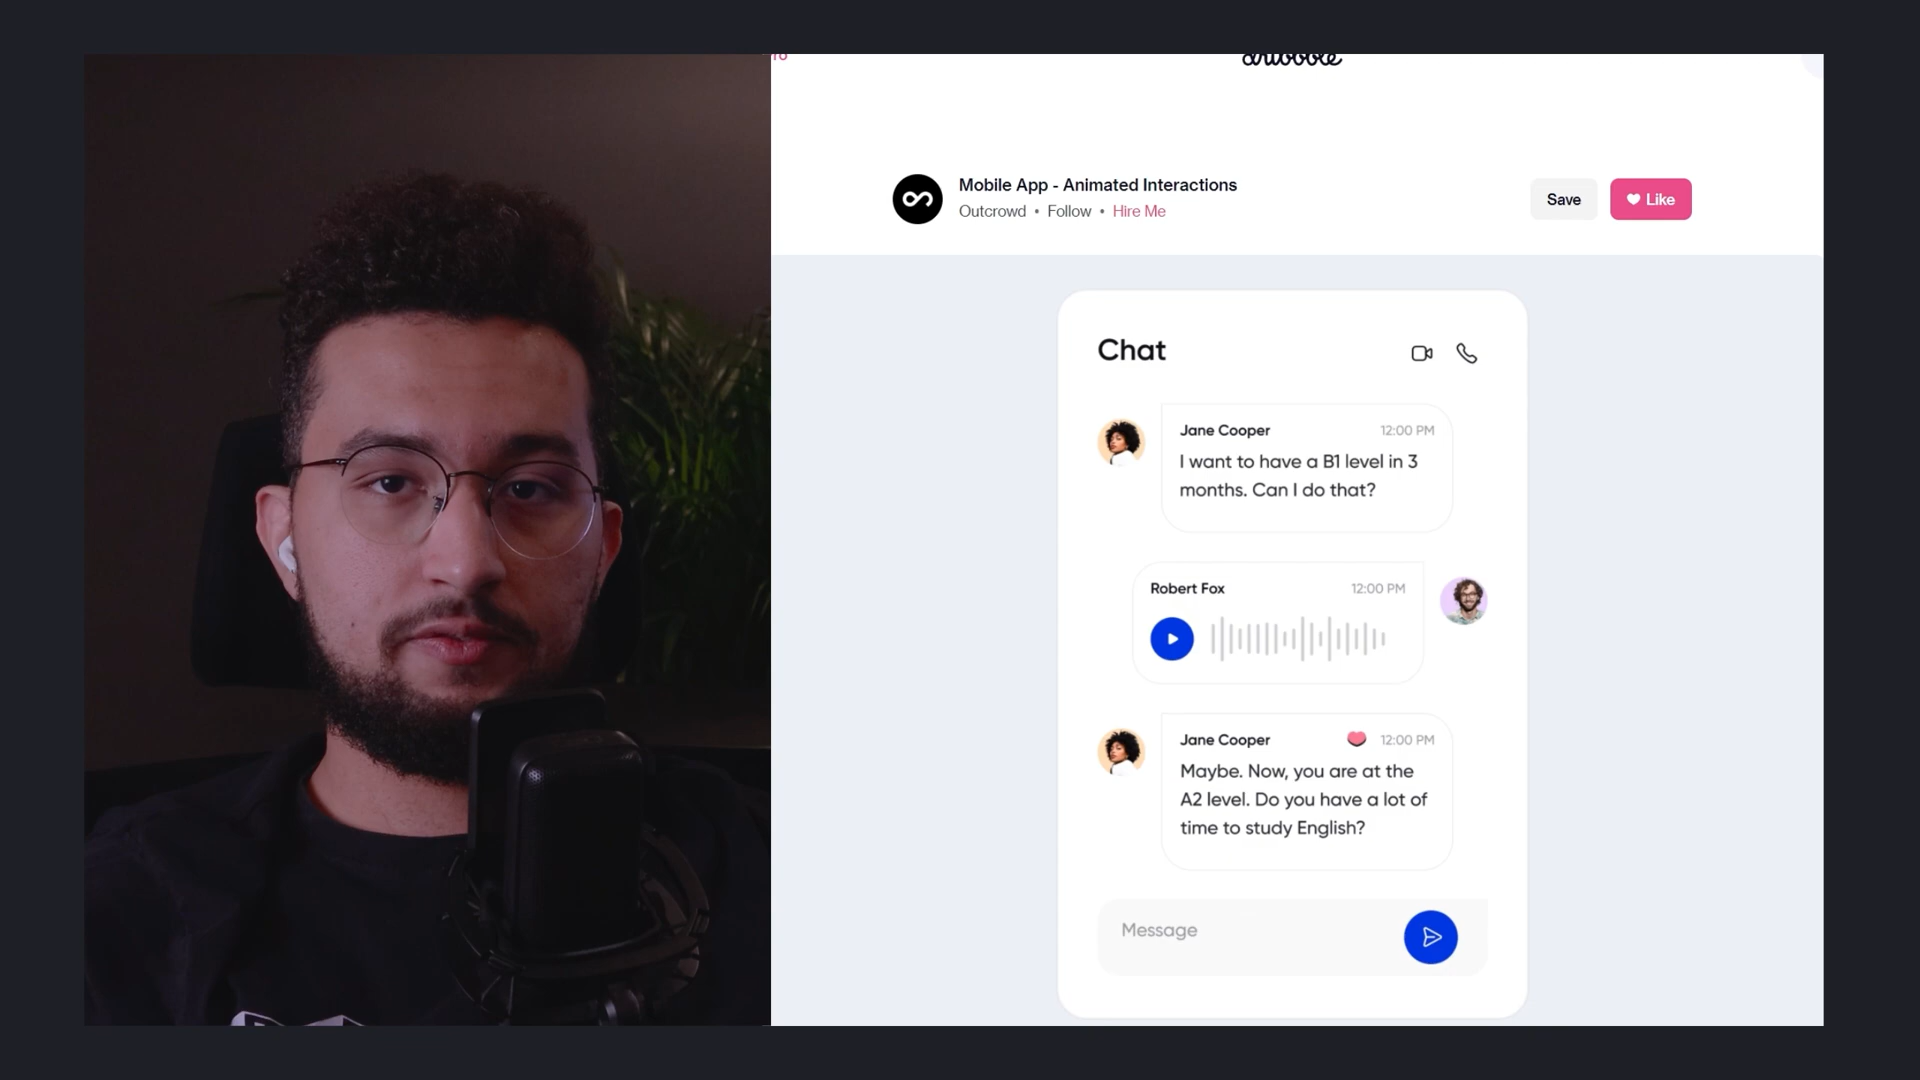 dribbble
Mobile App - Animated Interactions
Outcrowd • Follow • Hire Me
Save
Like
Chat
Jane Cooper 12:00 PM
I want to have a B1 level in 3
months. Can I do that?
Robert Fox 12:00 PM
Jane Cooper 12:00 PM
Maybe. Now, you are at the
A2 level. Do you have a lot of
time to study English?
Message